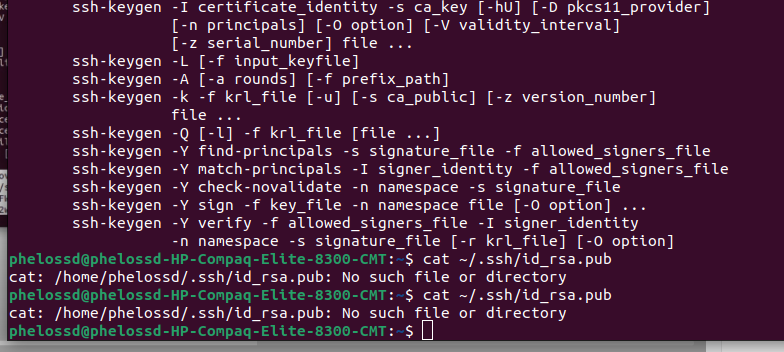 ssh-keygen -I certificate_identity -s ca_key [-hU] [-D pkcs11_provider]
[-n principals] [-O option] [-V validity_interval]
[-z serial_number] file ...
ssh-keygen -L [-f input_keyfile]
ssh-keygen -A [-a rounds] [-f prefix_path]
ssh-keygen -k -f krl_file [-u] [-s ca_public] [-z version_number]
file ...
ssh-keygen -Q [-l] -f krl_file [file ...]
ssh-keygen -Y find-principals -s signature_file -f allowed_signers_file
ssh-keygen -Y match-principals -I signer_identity -f allowed_signers_file
ssh-keygen -Y check-novalidate -n namespace -s signature_file
ssh-keygen -Y sign -f key_file -n namespace file [-O option] ...
ssh-keygen -Y verify -f allowed_signers_file -I signer_identity
-n namespace -s signature_file [-r krl_file] [-O option]
phelossd@phelossd-HP-Compaq-Elite-8300-CMT:~$ cat ~/.ssh/id_rsa.pub
cat: /home/phelossd/.ssh/id_rsa.pub: No such file or directory
phelossd@phelossd-HP-Compaq-Elite-8300-CMT:~$ cat ~/.ssh/id_rsa.pub
cat: /home/phelossd/.ssh/id_rsa.pub: No such file or directory
phelossd@phelossd-HP-Compaq-Elite-8300-CMT:~$